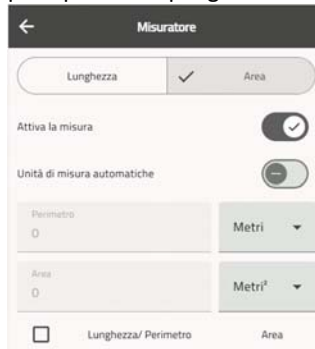 Misuratore
Lunghezza
Area
Attiva la misura
Unità di misura automatiche
Perimetro
0
Metri
Area
0
Metri²
Lunghezza/ Perimetro
Area